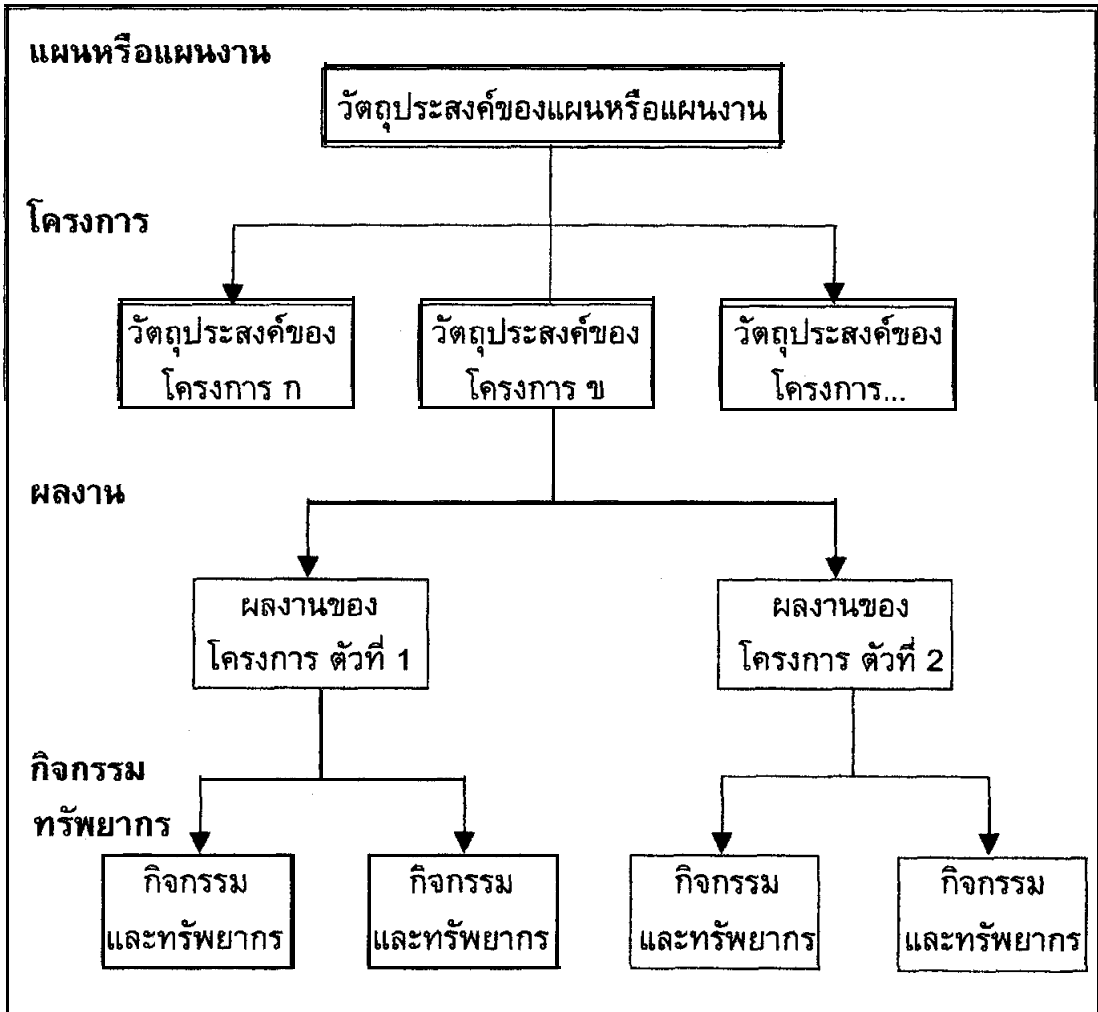 แผนหรือแผนงาน
วัตถุประสงค์ของแผนหรือแผนงาน
โครงการ
วัตถุประสงค์ของ
โครงการ ก
วัตถุประสงค์ของ
โครงการ ข
วัตถุประสงค์ของ
โครงการ...
ผลงาน
ผลงานของ
โครงการ ตัวที่ 1
ผลงานของ
โครงการ ตัวที่ 2
กิจกรรม
ทรัพยากร
กิจกรรม
และทรัพยากร
กิจกรรม
และทรัพยากร
กิจกรรม
และทรัพยากร
กิจกรรม
และทรัพยากร